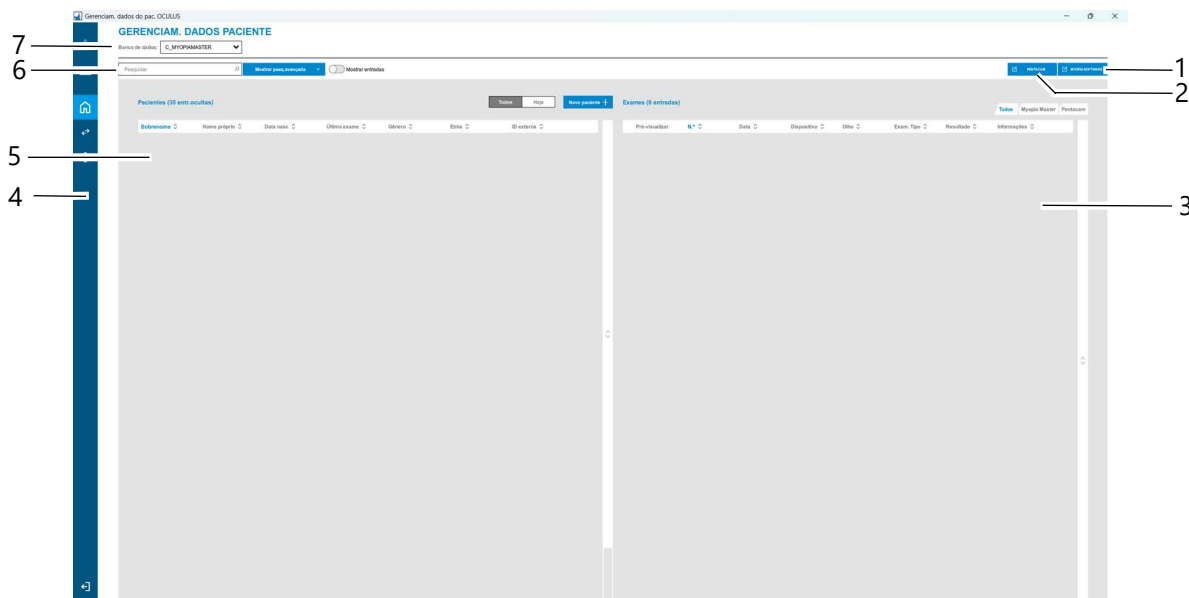 Gerenciam. dados do pac. OCULUS
GERENCIAM. DADOS PACIENTE
7
Banco de dados: C_MYOPIAMASTER
6
Pesquisar Mostrar pesq.avançada Mostrar entradas PENTACAM MYOPIA SOFTWARE
1
2
Pacientes (35 entr.ocultas) Todos Hoje Novo paciente + Exames (0 entradas)
Todos Myopia Master Pentacam
Sobrenome Nome próprio Data nasc Último exame Gênero Etnia ID externa Pré-visualizar N.º Data Dispositivo Olho Exam. Tipo Resultado Informações
5
4
3